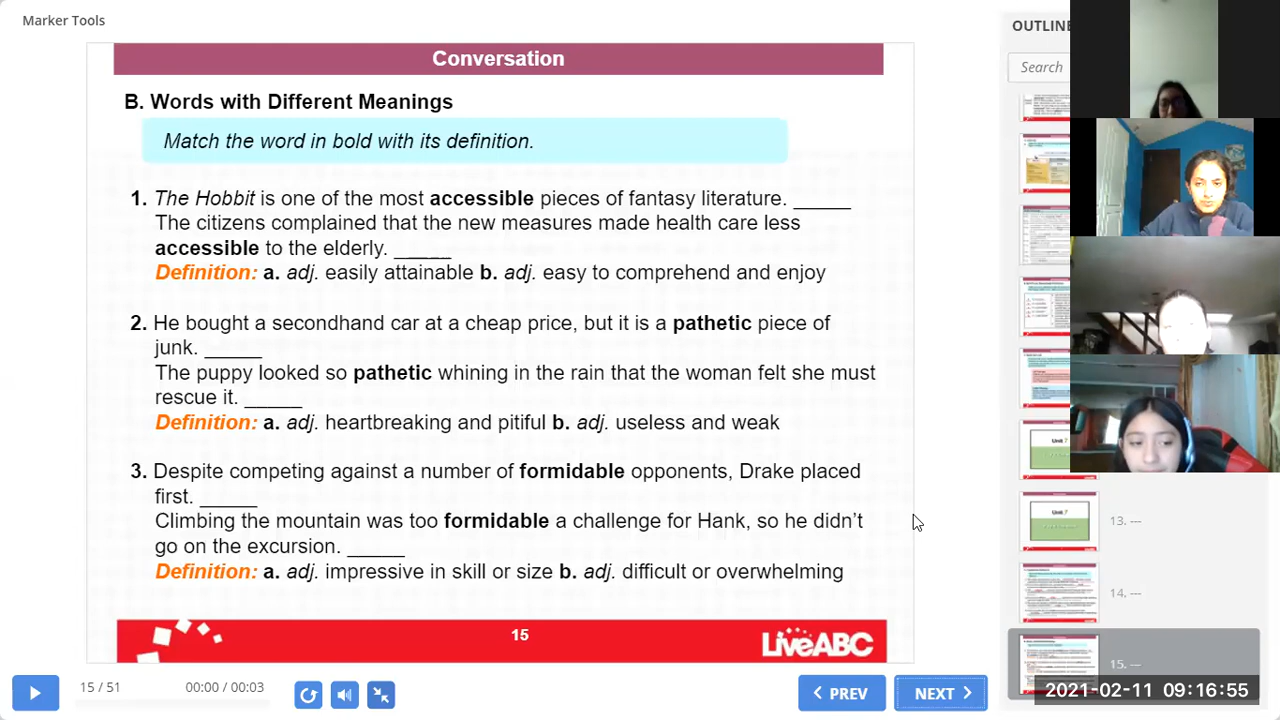 Marker Tools
OUTLINE
Search
Conversation
B. Words with Different Meanings
Match the word in bold with its definition.
1. The Hobbit is one of the most accessible pieces of fantasy literature. _____
The citizens complained that the new measures made health care less
accessible to the elderly. _____
Definition: a. adj. easily attainable b. adj. easy to comprehend and enjoy
2. He bought a second-hand car at a cheap price, but it's a pathetic piece of
junk. _____
The puppy looked so pathetic whining in the rain that the woman felt she must
rescue it. _____
Definition: a. adj. heartbreaking and pitiful b. adj. useless and weak
3. Despite competing against a number of formidable opponents, Drake placed
first. _____
Climbing the mountain was too formidable a challenge for Hank, so he didn't
go on the excursion. _____
Definition: a. adj. impressive in skill or size b. adj. difficult or overwhelming
15
LiveABC
Unit 7
Unit 7
13. ---
14. ---
15. ---
2021-02-11 09:16:55
15 / 51
00:00 / 00:03
PREV
NEXT